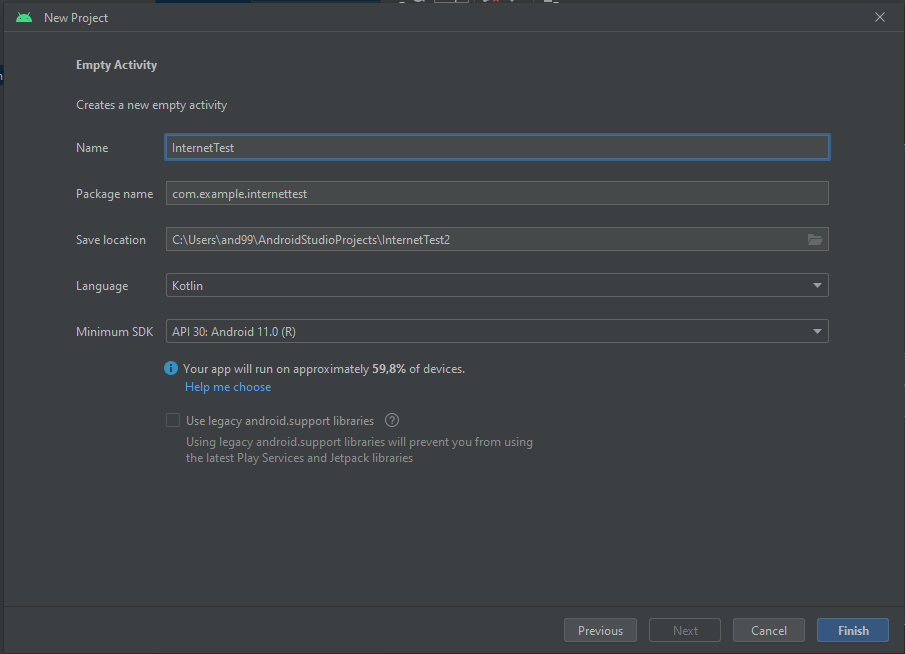 New Project
Empty Activity
Creates a new empty activity
Name InternetTest
Package name com.example.internettest
Save location C:\Users\and99\AndroidStudioProjects\InternetTest2
Language Kotlin
Minimum SDK API 30: Android 11.0 (R)
Your app will run on approximately 59,8% of devices.
Help me choose
Use legacy android.support libraries ?
Using legacy android.support libraries will prevent you from using
the latest Play Services and Jetpack libraries
Previous Next Cancel Finish